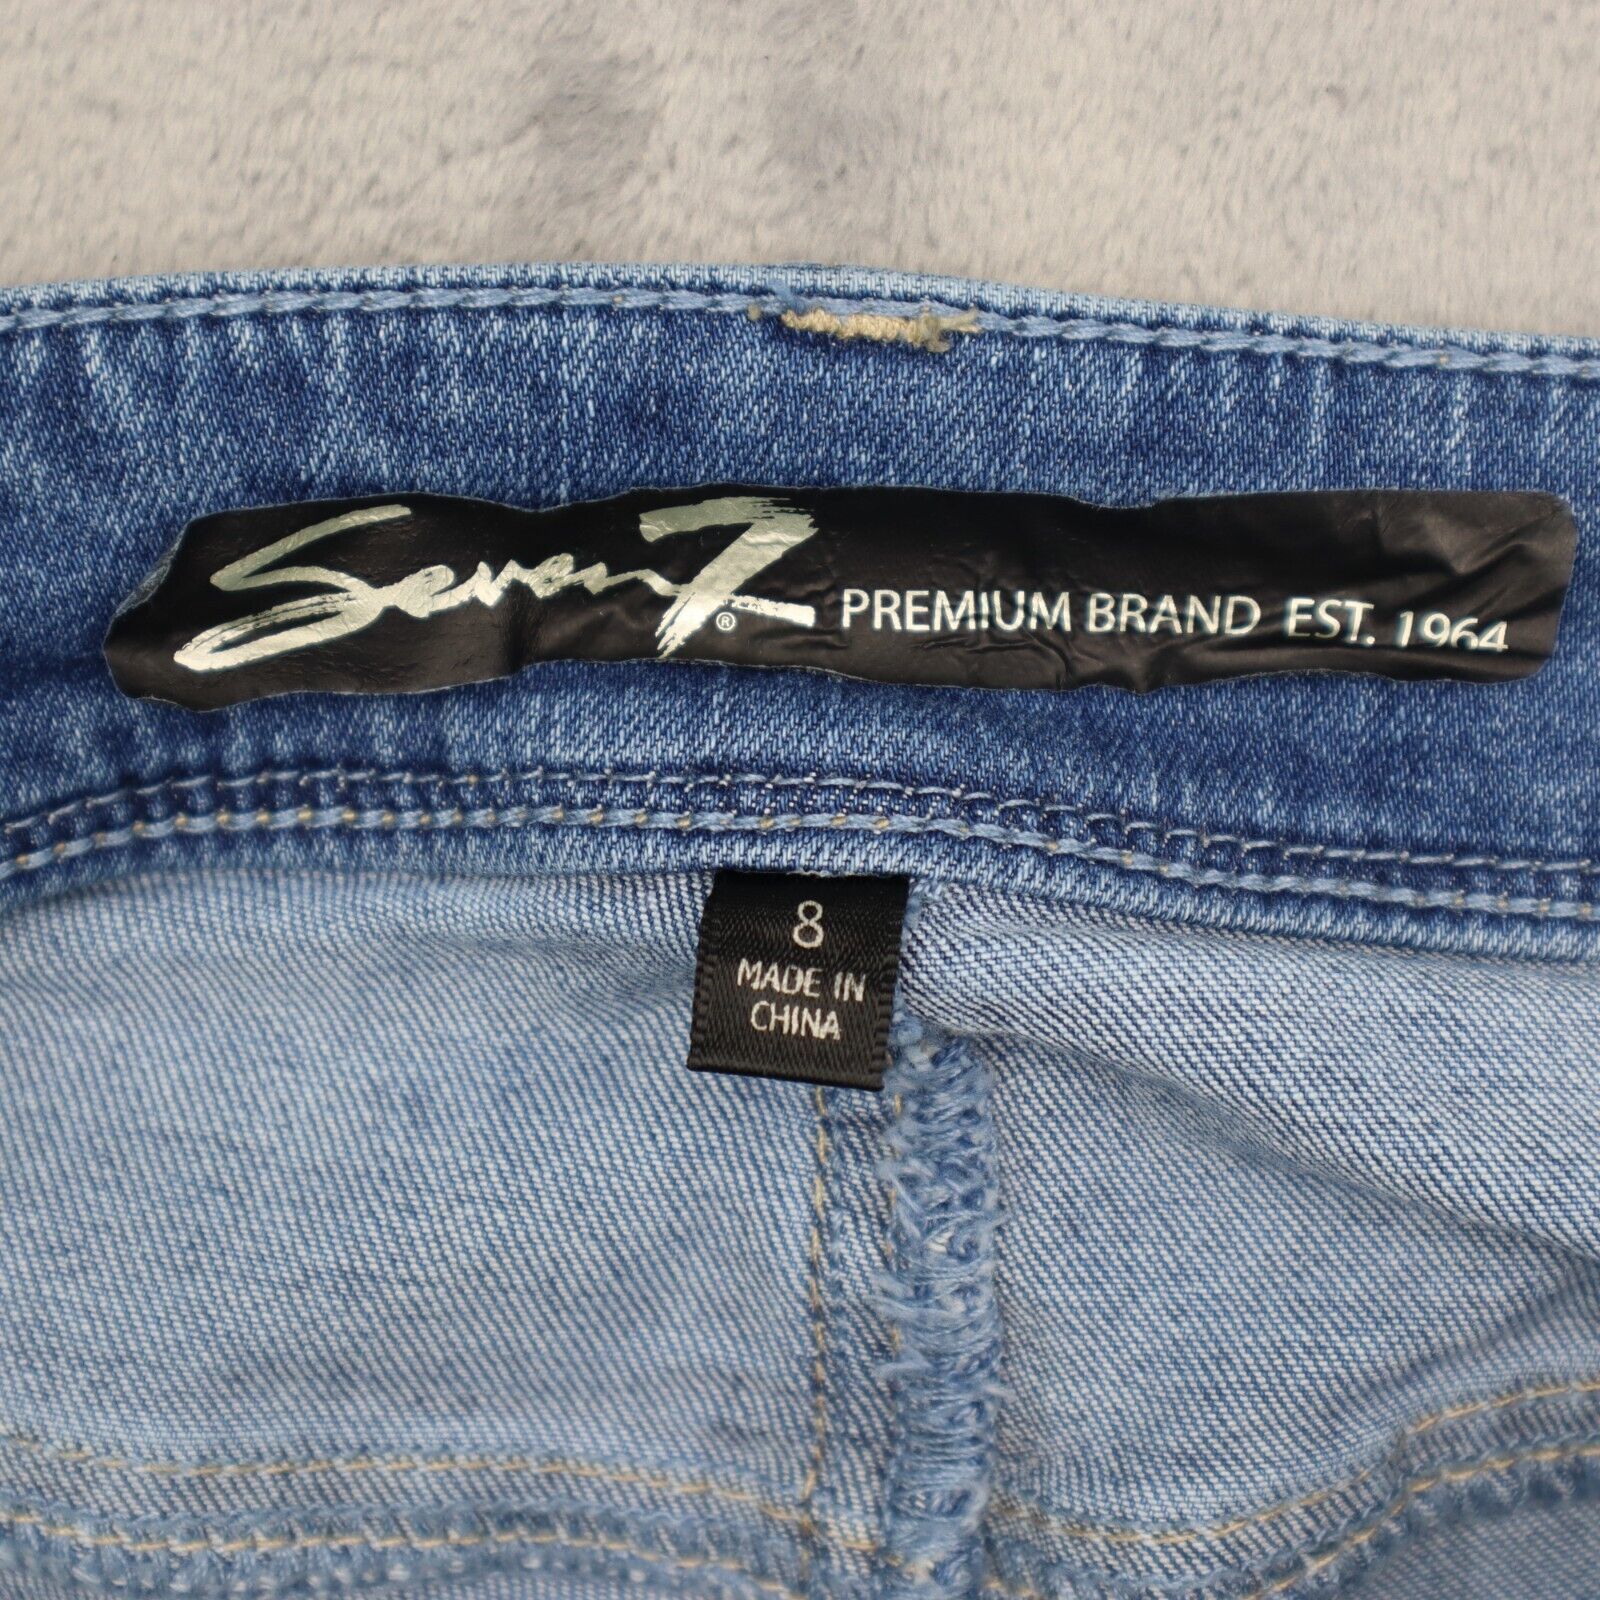 Seven7® PREMIUM BRAND EST. 1964
8
MADE IN
CHINA